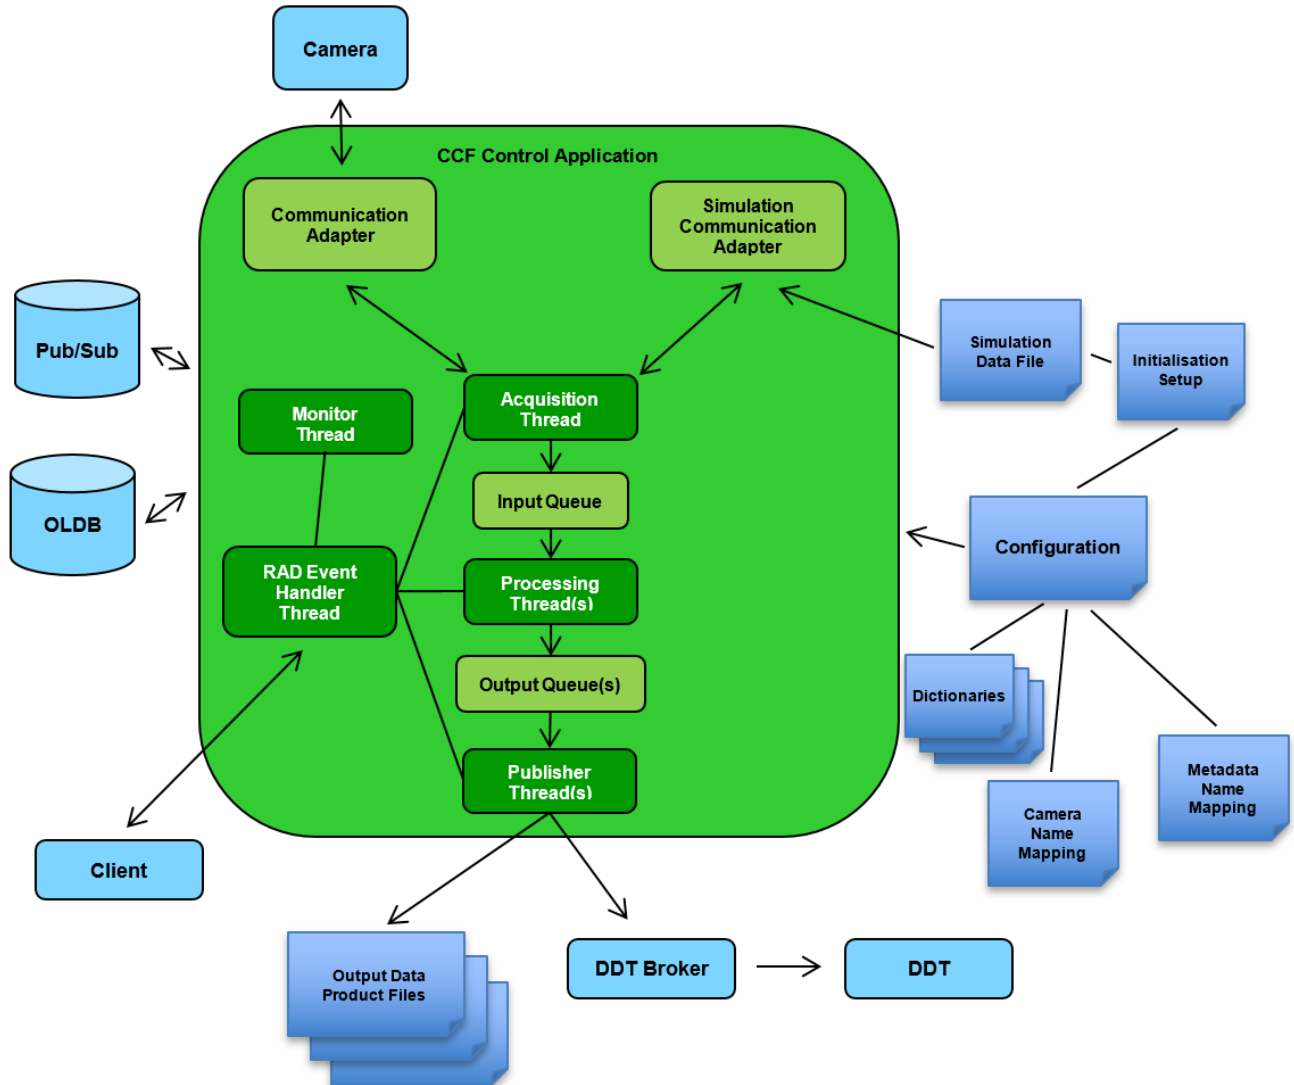 Camera
CCF Control Application
Communication
Adapter
Simulation
Communication
Adapter
Pub/Sub
Simulation
Data File
Initialisation
Setup
Monitor
Thread
Acquisition
Thread
Input Queue
OLDB
Configuration
RAD Event
Handler
Thread
Processing
Thread(s)
Output Queue(s)
Dictionaries
Publisher
Thread(s)
Metadata
Name
Mapping
Camera
Name
Mapping
Client
Output Data
Product Files
DDT Broker
DDT